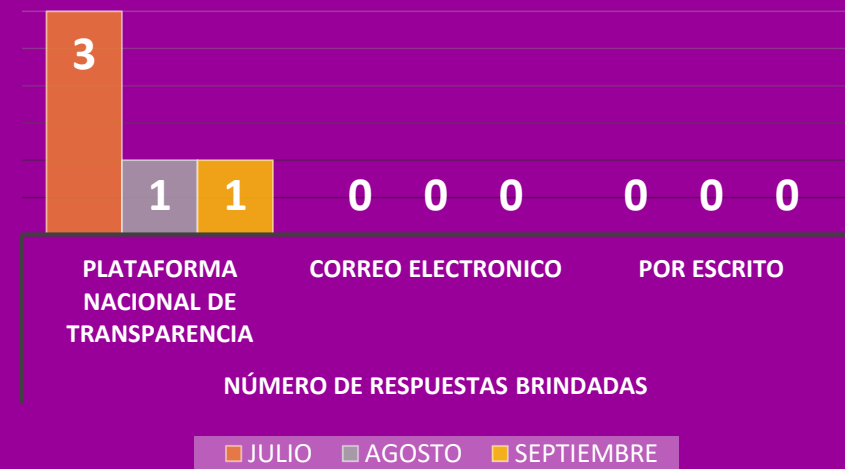 3
1 1 0 0 0 0 0 0
PLATAFORMA NACIONAL DE TRANSPARENCIA
CORREO ELECTRONICO
POR ESCRITO
NÚMERO DE RESPUESTAS BRINDADAS
JULIO AGOSTO SEPTIEMBRE